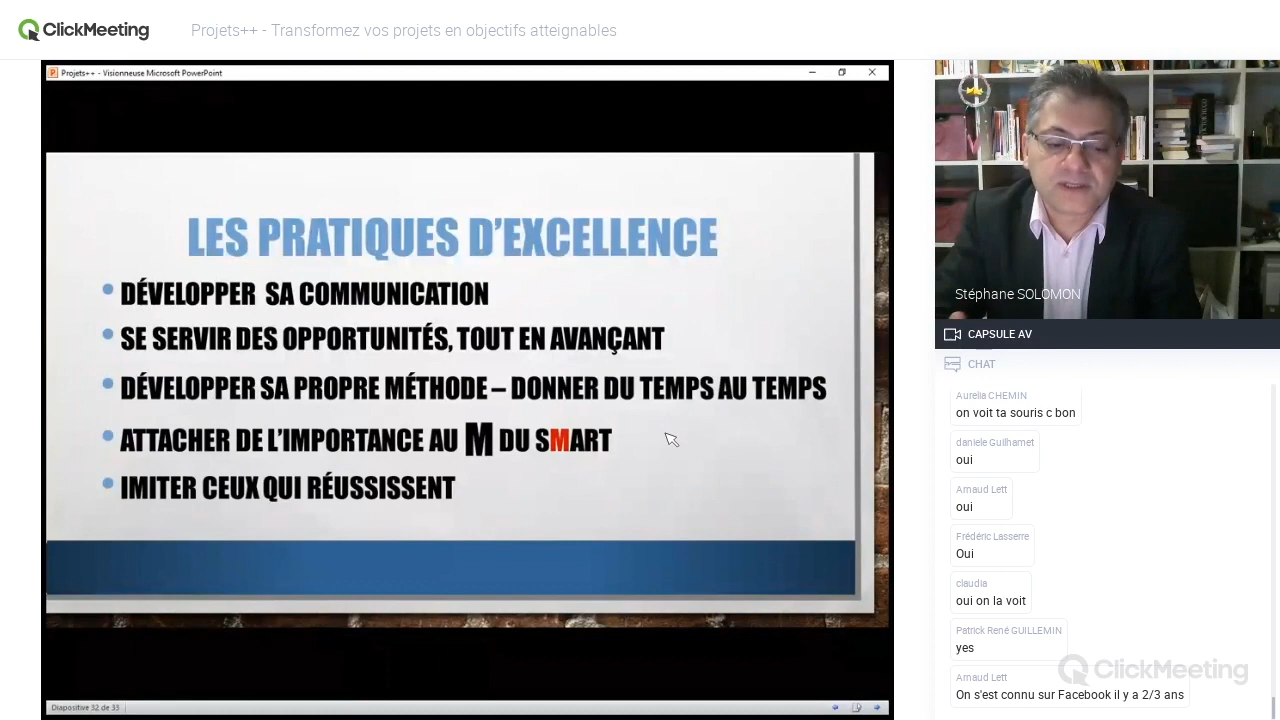 ClickMeeting
Projets++ - Transformez vos projets en objectifs atteignables
Projets++ - Visionneuse Microsoft PowerPoint
LES PRATIQUES D'EXCELLENCE
• DÉVELOPPER SA COMMUNICATION
• SE SERVIR DES OPPORTUNITÉS, TOUT EN AVANÇANT
• DÉVELOPPER SA PROPRE MÉTHODE – DONNER DU TEMPS AU TEMPS
• ATTACHER DE L'IMPORTANCE AU M DU SMART
• IMITER CEUX QUI RÉUSSISSENT
Diapositive 32 de 33
Stéphane SOLOMON
CAPSULE AV
CHAT
Aurelia CHEMIN
on voit ta souris c bon
daniele Guilhamet
oui
Arnaud Lett
oui
Frédéric Lasserre
Oui
claudia
oui on la voit
Patrick René GUILLEMIN
yes
ClickMeeting
Arnaud Lett
On s'est connu sur Facebook il y a 2/3 ans